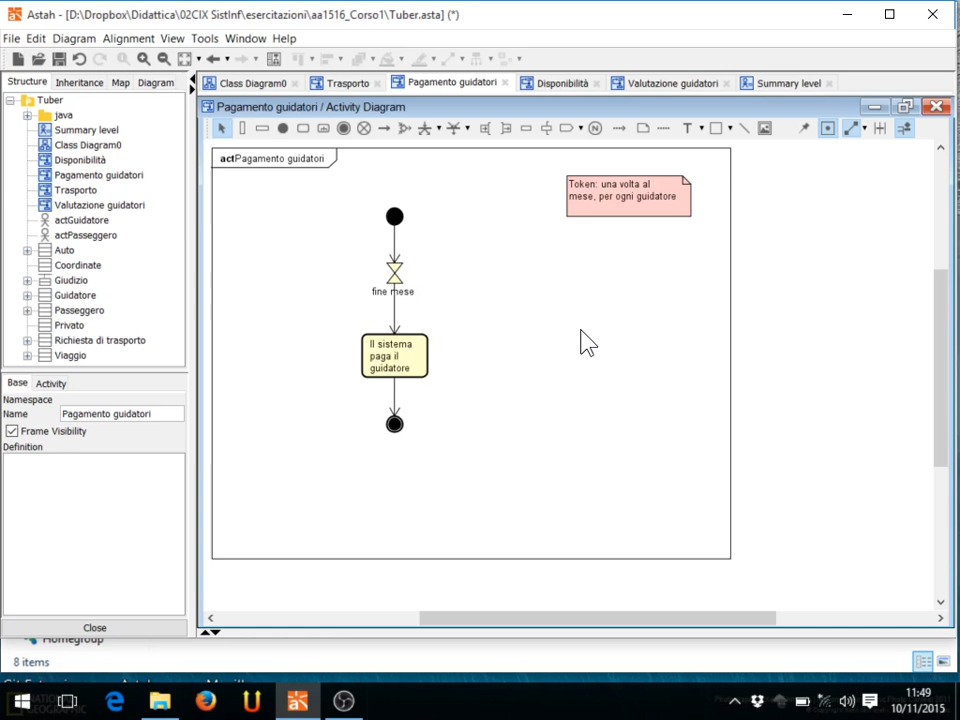 Astah - [D:\Dropbox\Didattica\02CIX SistInf\esercitazioni\aa1516_Corso1\Tuber.asta] (*)
File Edit Diagram Alignment View Tools Window Help
Structure Inheritance Map Diagram
Class Diagram0 Trasporto Pagamento guidatori Disponibilità Valutazione guidatori Summary level
Tuber
java
Summary level
Class Diagram0
Disponibilità
Pagamento guidatori
Trasporto
Valutazione guidatori
actGuidatore
actPasseggero
Auto
Coordinate
Giudizio
Guidatore
Passeggero
Privato
Richiesta di trasporto
Viaggio
Base Activity
Namespace
Name Pagamento guidatori
Frame Visibility
Definition
Close
Pagamento guidatori / Activity Diagram
T
N
act Pagamento guidatori
Token: una volta al
mese, per ogni guidatore
fine mese
Il sistema
paga il
guidatore
Homegroup
8 items
11:49
10/11/2015